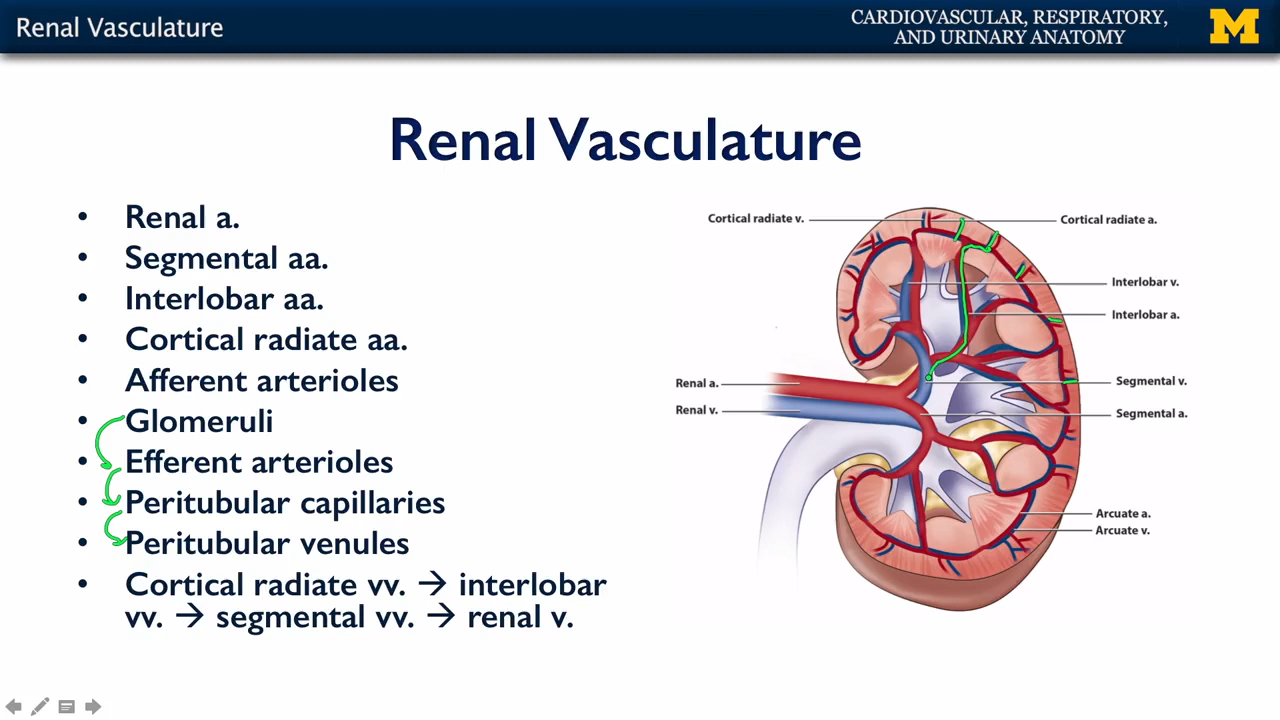 Renal Vasculature
CARDIOVASCULAR, RESPIRATORY,
AND URINARY ANATOMY
M
Renal Vasculature
• Renal a.
• Segmental aa.
• Interlobar aa.
• Cortical radiate aa.
• Afferent arterioles
• Glomeruli
• Efferent arterioles
• Peritubular capillaries
• Peritubular venules
• Cortical radiate vv. → interlobar
vv. → segmental vv. → renal v.
Cortical radiate v.
Cortical radiate a.
Interlobar v.
Interlobar a.
Renal a.
Segmental v.
Renal v.
Segmental a.
Arcuate a.
Arcuate v.